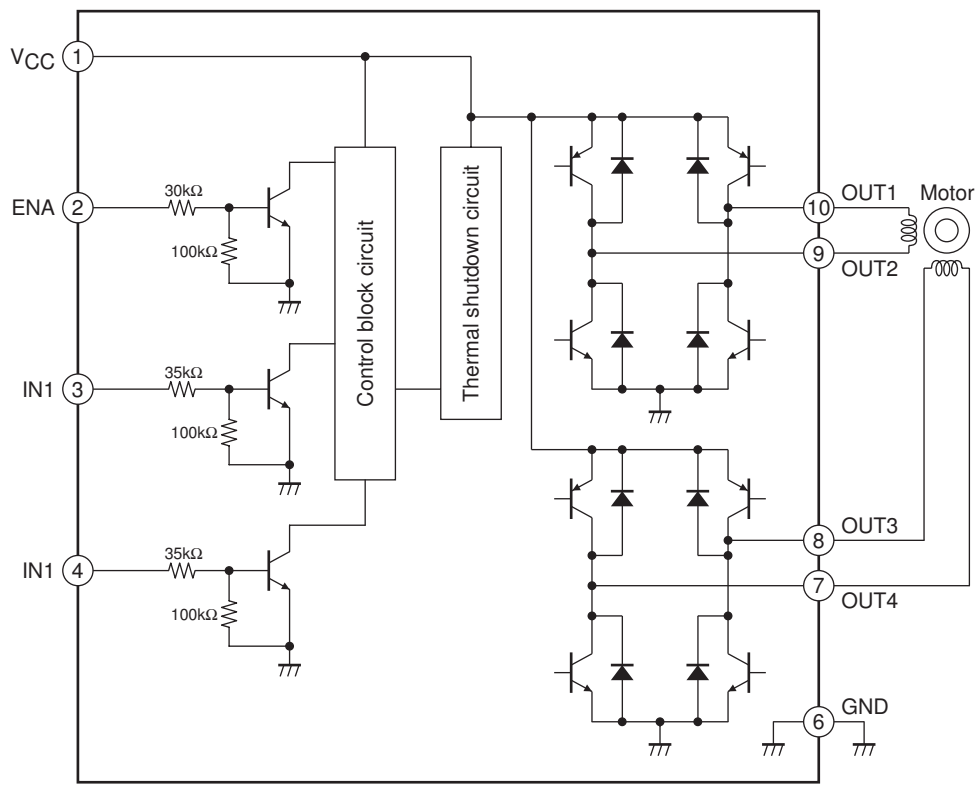 VCC 1
ENA 2
30kΩ
100kΩ
IN1 3
35kΩ
100kΩ
IN1 4
35kΩ
100kΩ
Control block circuit
Thermal shutdown circuit
10 OUT1
Motor
9 OUT2
8 OUT3
7 OUT4
6 GND